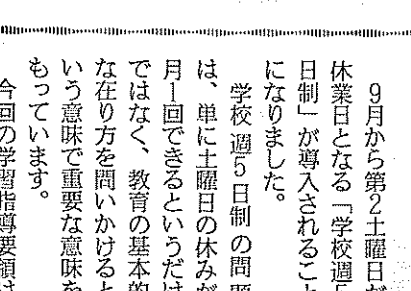 9月から第2土曜日が
休業日となる「学校週5
日制」が導入されること
になりました。
学校週5日制の問題
は、単に土曜日の休みが
月1回できるというだけ
ではなく、教育の基本的
な在り方を問いかけると
いう意味で重要な意味を
もっています。
今回の学習指導要領は